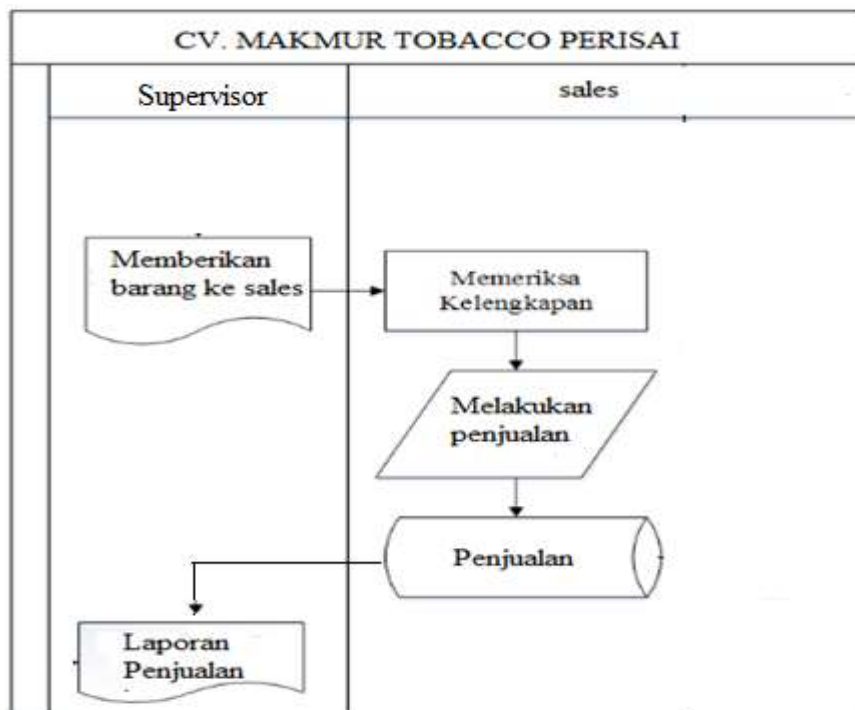 CV. MAKMUR TOBACCO PERISAI
Supervisor
sales
Memberikan
barang ke sales
Memeriksa
Kelengkapan
Melakukan
penjualan
Penjualan
Laporan
Penjualan